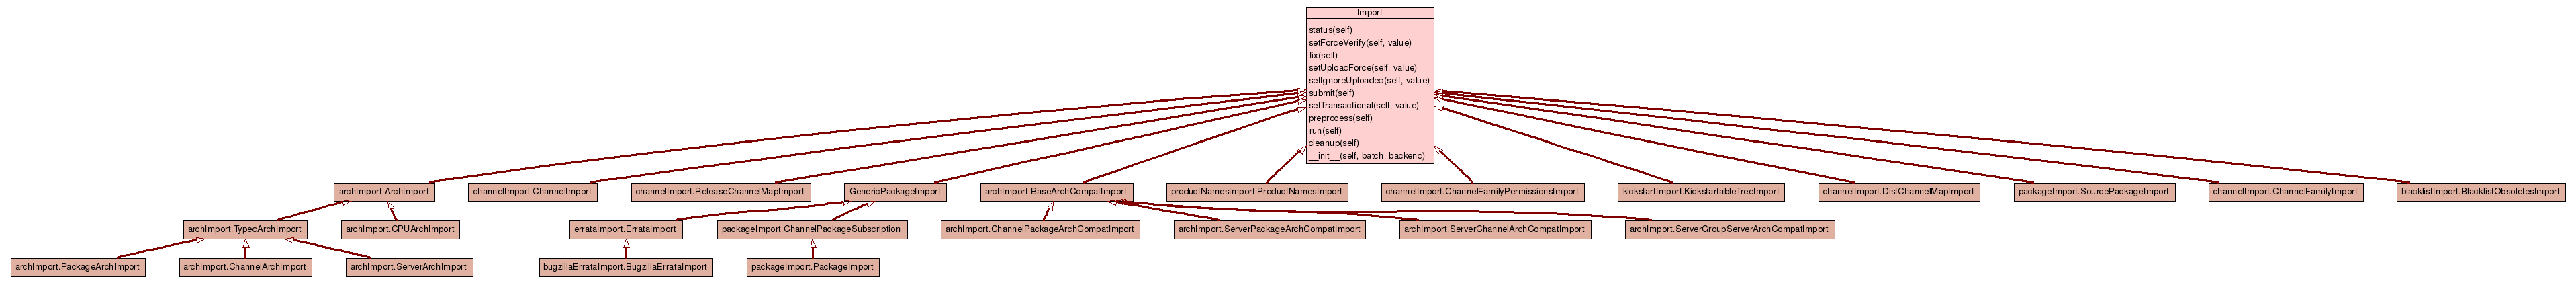 Import
status(self)
setForceVerify(self, value)
fix(self)
setUploadForce(self, value)
setIgnoreUploaded(self, value)
submit(self)
setTransactional(self, value)
preprocess(self)
run(self)
cleanup(self)
__init__(self, batch, backend)
archImport.ArchImport
channelImport.ChannelImport
channelImport.ReleaseChannelMapImport
GenericPackageImport
archImport.BaseArchCompatImport
productNamesImport.ProductNamesImport
channelImport.ChannelFamilyPermissionsImport
kickstartImport.KickstartableTreeImport
channelImport.DistChannelMapImport
packageImport.SourcePackageImport
channelImport.ChannelFamilyImport
blacklistImport.BlacklistObsoletesImport
archImport.TypedArchImport
archImport.CPUArchImport
errataImport.ErrataImport
packageImport.ChannelPackageSubscription
archImport.ChannelPackageArchCompatImport
archImport.ServerPackageArchCompatImport
archImport.ServerChannelArchCompatImport
archImport.ServerGroupServerArchCompatImport
archImport.PackageArchImport
archImport.ChannelArchImport
archImport.ServerArchImport
bugzillaErrataImport.BugzillaErrataImport
packageImport.PackageImport